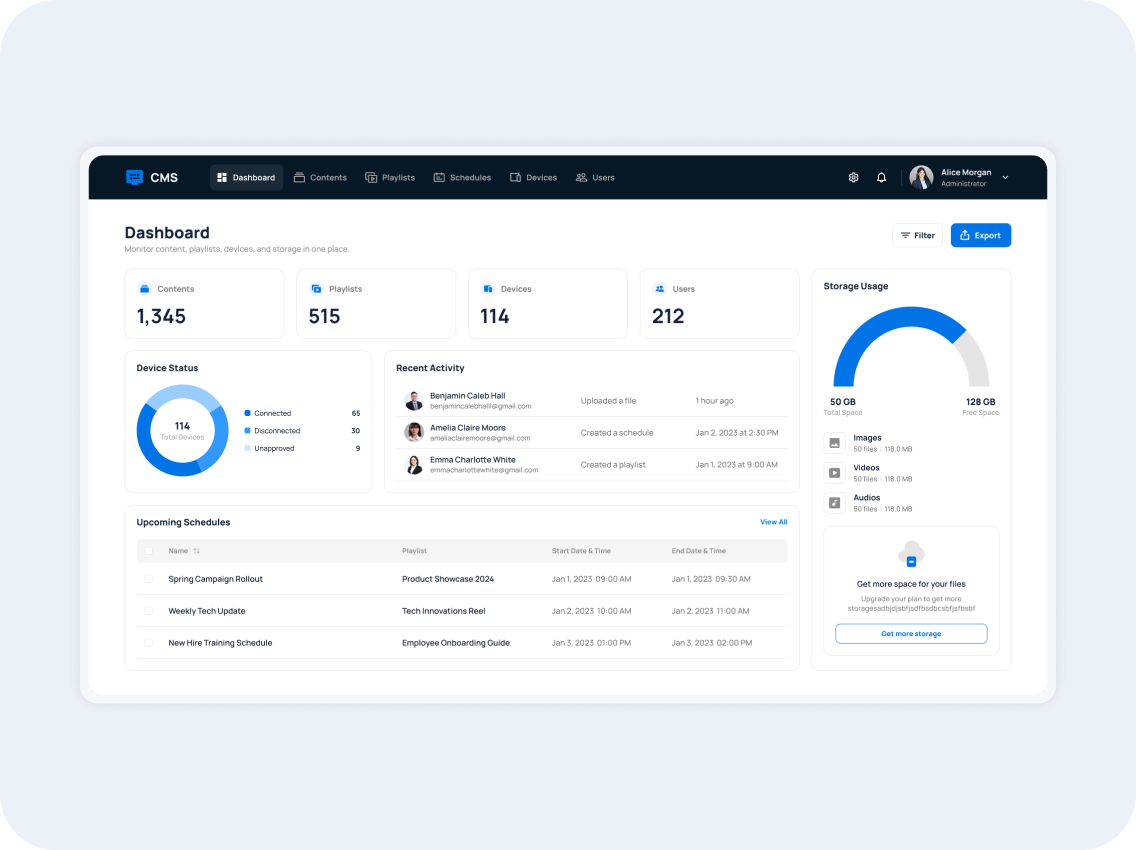 CMS
Dashboard
Contents
Playlists
Schedules
Devices
Users
Alice Morgan
Administrator
Dashboard
Monitor content, playlists, devices, and storage in one place.
Filter
Export
Contents
1,345
Playlists
515
Devices
114
Users
212
Device Status
114
Total Devices
Connected 65
Disconnected 30
Unapproved 9
Recent Activity
Benjamin Caleb Hall
benjamincalebhalll@gmail.com
Uploaded a file
1 hour ago
Amelia Claire Moore
ameliaclairemoore@gmail.com
Created a schedule
Jan 2, 2023 at 2:30 PM
Emma Charlotte White
emmacharlottewhite@gmail.com
Created a playlist
Jan 1, 2023 at 9:00 AM
Upcoming Schedules
View All
Name Playlist Start Date & Time End Date & Time
Spring Campaign Rollout Product Showcase 2024 Jan 1, 2023 09:00 AM Jan 1, 2023 09:30 AM
Weekly Tech Update Tech Innovations Reel Jan 2, 2023 10:00 AM Jan 2, 2023 11:00 AM
New Hire Training Schedule Employee Onboarding Guide Jan 3, 2023 01:00 PM Jan 3, 2023 02:00 PM
Storage Usage
50 GB
Total Space
128 GB
Free Space
Images
50 files 118.0 MB
Videos
50 files 118.0 MB
Audios
50 files 118.0 MB
Get more space for your files
Upgrade your plan to get more
storagesadbjdjsbfjsdfbsdbcsbfjsfbsbf
Get more storage